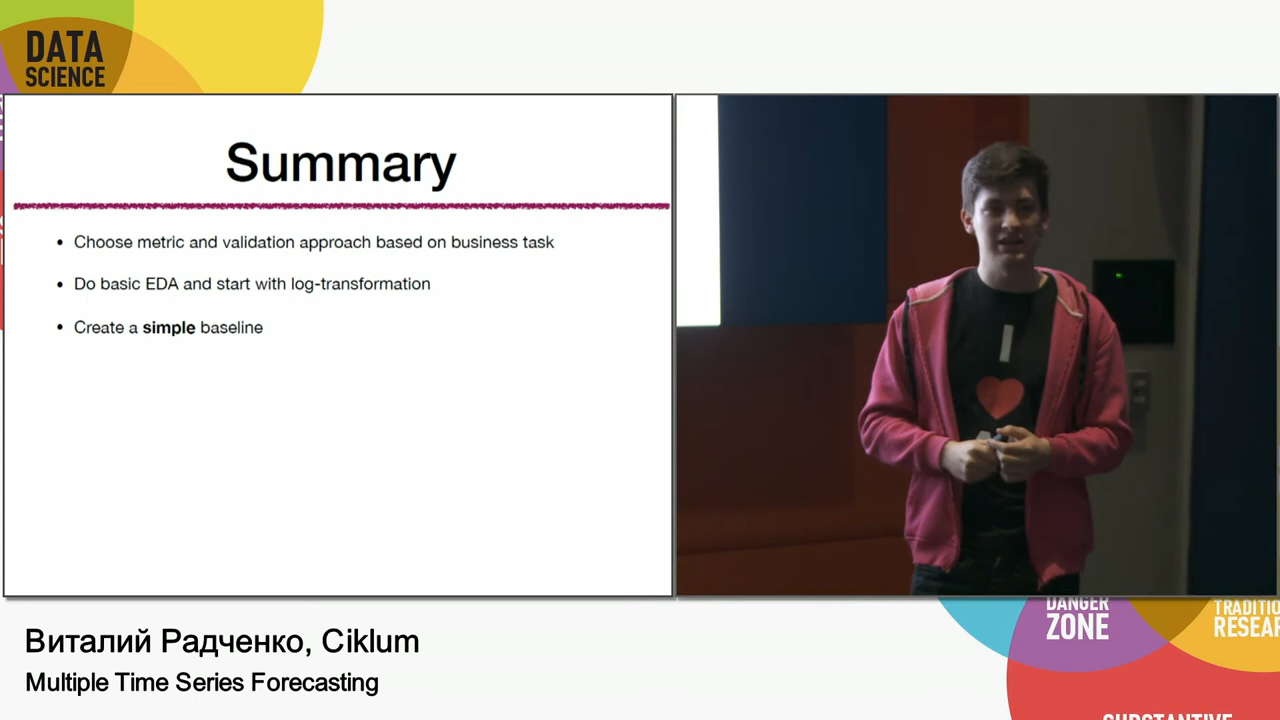 DATA
SCIENCE
Summary
• Choose metric and validation approach based on business task
• Do basic EDA and start with log-transformation
• Create a simple baseline
I
Виталий Радченко, Ciklum
Multiple Time Series Forecasting
DANGER
ZONE